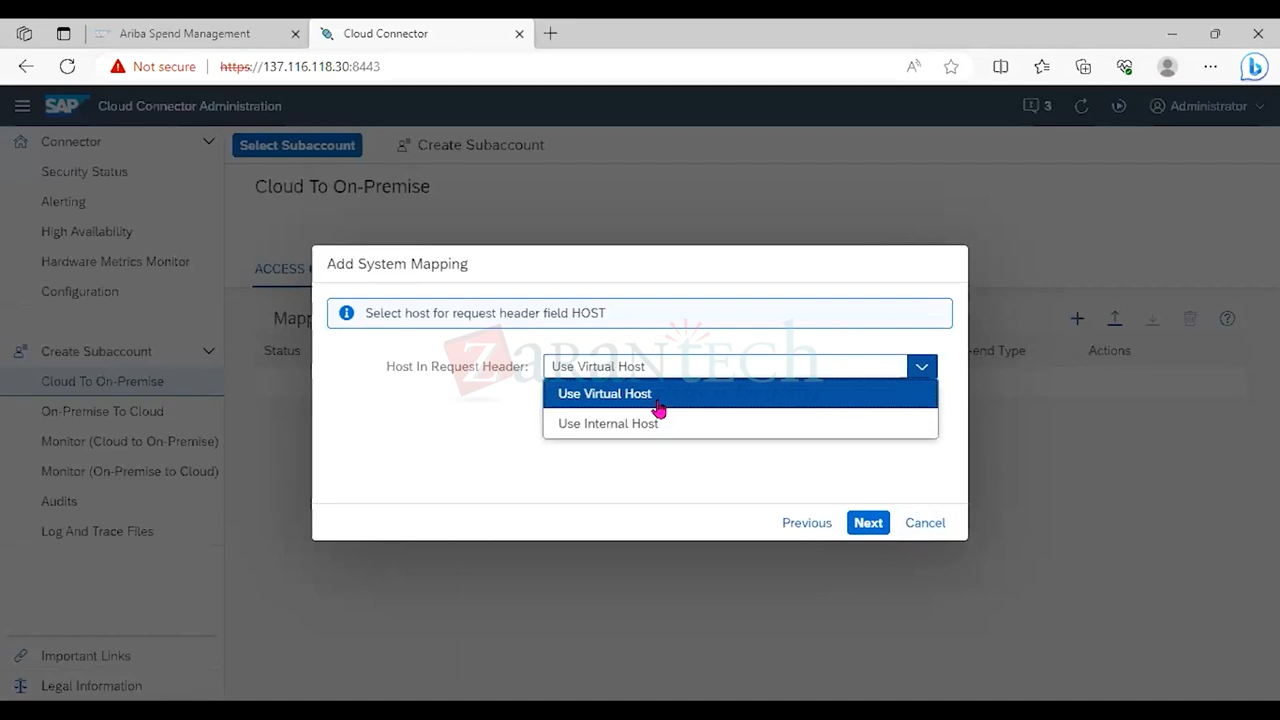 Ariba Spend Management
Cloud Connector
Not secure
https://137.116.118.30:8443
SAP
Cloud Connector Administration
3
Administrator
Connector
Security Status
Alerting
High Availability
Hardware Metrics Monitor
Configuration
Create Subaccount
Cloud To On-Premise
On-Premise To Cloud
Monitor (Cloud to On-Premise)
Monitor (On-Premise to Cloud)
Audits
Log And Trace Files
Important Links
Legal Information
Select Subaccount
Create Subaccount
Cloud To On-Premise
ACCESS
Mapp
Status
-end Type
Actions
Add System Mapping
Select host for request header field HOST
Host In Request Header:
Use Virtual Host
Use Virtual Host
Use Internal Host
Previous
Next
Cancel
ZARANTECH